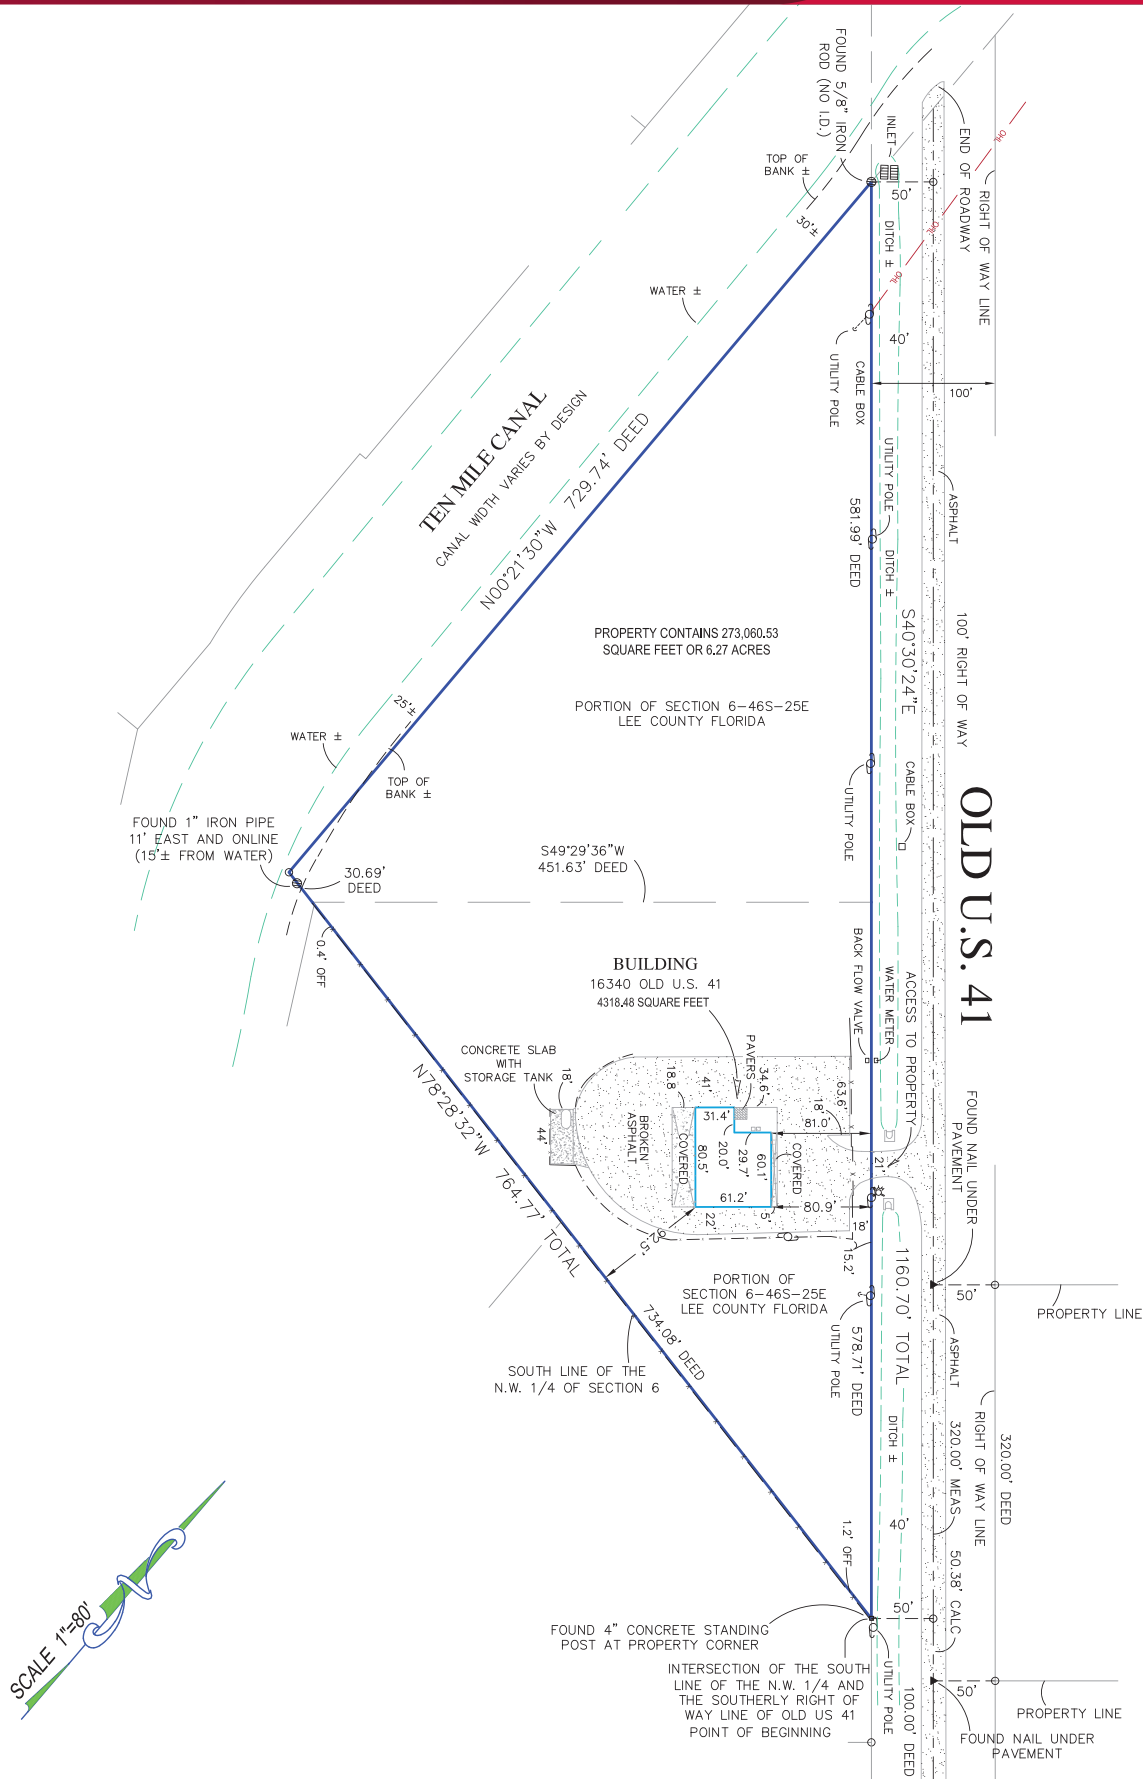 FOUND 5/8" IRON
ROD (NO I.D.)
INLET
TOP OF
BANK ±
30'±
50'
END OF ROADWAY
RIGHT OF WAY LINE
OHL
OHL
OHL
DITCH ±
WATER ±
40'
UTILITY POLE
CABLE BOX
100'
TEN MILE CANAL
CANAL WIDTH VARIES BY DESIGN
N00°21'30"W 729.74' DEED
UTILITY POLE
ASPHALT
581.99' DEED
DITCH ±
S40°30'24"E
100' RIGHT OF WAY
PROPERTY CONTAINS 273,060.53
SQUARE FEET OR 6.27 ACRES
PORTION OF SECTION 6-46S-25E
LEE COUNTY FLORIDA
25'±
WATER ±
TOP OF
BANK ±
UTILITY POLE
CABLE BOX
OLD U.S. 41
FOUND 1" IRON PIPE
11' EAST AND ONLINE
(15'± FROM WATER)
30.69'
DEED
S49°29'36"W
451.63' DEED
0.4' OFF
BACK FLOW VALVE
WATER METER
ACCESS TO PROPERTY
BUILDING
16340 OLD U.S. 41
4318.48 SQUARE FEET
CONCRETE SLAB
WITH
STORAGE TANK
18'
44'
18.8
41'
PAVERS
34.6'
63.6'
18'
31.4'
81.0'
20.0'
29.7'
60.1'
80.5'
61.2'
COVERED
COVERED
BROKEN
ASPHALT
22'
5'
80.9'
21'
18'
15.2'
92.5'
FOUND NAIL UNDER
PAVEMENT
N78°28'32"W 764.77' TOTAL
PORTION OF
SECTION 6-46S-25E
LEE COUNTY FLORIDA
1160.70' TOTAL
50'
PROPERTY LINE
734.08' DEED
UTILITY POLE
578.71' DEED
ASPHALT
SOUTH LINE OF THE
N.W. 1/4 OF SECTION 6
DITCH ±
320.00' MEAS
RIGHT OF WAY LINE
320.00' DEED
1.2' OFF
40'
50.38' CALC
50'
FOUND 4" CONCRETE STANDING
POST AT PROPERTY CORNER
INTERSECTION OF THE SOUTH
LINE OF THE N.W. 1/4 AND
THE SOUTHERLY RIGHT OF
WAY LINE OF OLD US 41
POINT OF BEGINNING
UTILITY POLE
100.00' DEED
50'
PROPERTY LINE
FOUND NAIL UNDER
PAVEMENT
SCALE 1"=80'